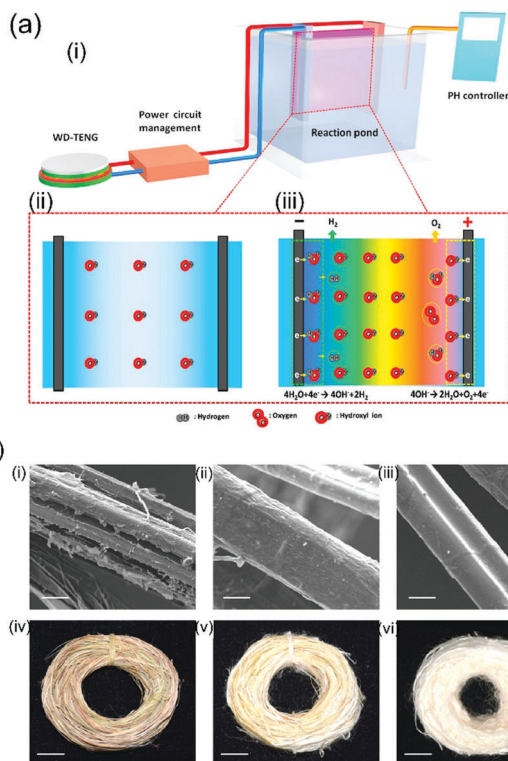 (a)
(i)
WD-TENG
Power circuit
management
Reaction pond
PH controller
(ii)
(iii)
−
H₂
O₂
+
4H₂O+4e⁻→ 4OH⁻+2H₂
4OH⁻→ 2H₂O+O₂+4e⁻
: Hydrogen
: Oxygen
: Hydroxyl ion
)
(i)
(ii)
(iii)
(iv)
(v)
(vi)